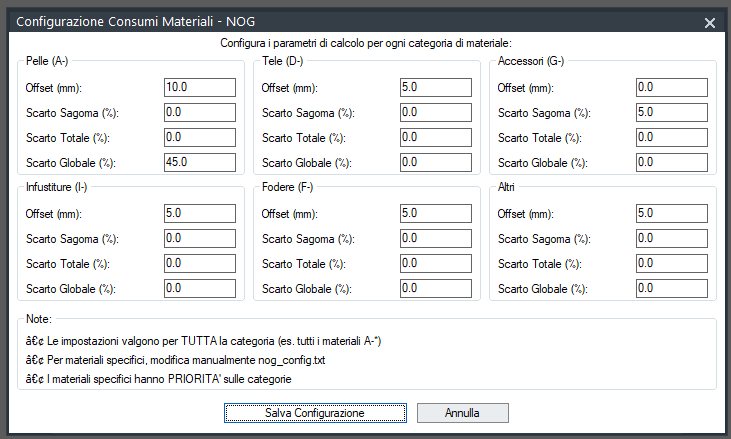 Configurazione Consumi Materiali - NOG
Configura i parametri di calcolo per ogni categoria di materiale:
Pelle (A-)
Offset (mm): 10.0
Scarto Sagoma (%): 0.0
Scarto Totale (%): 0.0
Scarto Globale (%): 45.0
Tele (D-)
Offset (mm): 5.0
Scarto Sagoma (%): 0.0
Scarto Totale (%): 0.0
Scarto Globale (%): 0.0
Accessori (G-)
Offset (mm): 0.0
Scarto Sagoma (%): 5.0
Scarto Totale (%): 0.0
Scarto Globale (%): 0.0
Infustiture (I-)
Offset (mm): 5.0
Scarto Sagoma (%): 0.0
Scarto Totale (%): 0.0
Scarto Globale (%): 0.0
Fodere (F-)
Offset (mm): 5.0
Scarto Sagoma (%): 0.0
Scarto Totale (%): 0.0
Scarto Globale (%): 0.0
Altri
Offset (mm): 5.0
Scarto Sagoma (%): 0.0
Scarto Totale (%): 0.0
Scarto Globale (%): 0.0
Note:
â€¢ Le impostazioni valgono per TUTTA la categoria (es. tutti i materiali A-*)
â€¢ Per materiali specifici, modifica manualmente nog_config.txt
â€¢ I materiali specifici hanno PRIORITA' sulle categorie
Salva Configurazione
Annulla